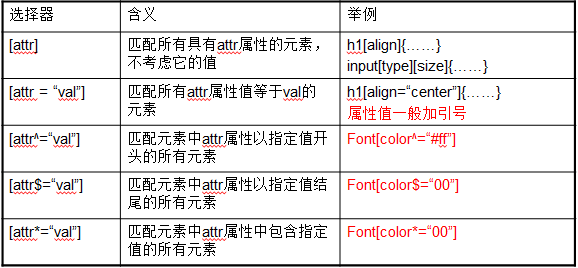 选择器 含义 举例
[attr] 匹配所有具有attr属性的元素， h1[align]{……}
不考虑它的值 input[type][size]{……}
[attr = “val”] 匹配所有attr属性值等于val的 h1[align=“center”]{……}
元素 属性值一般加引号
[attr^=“val”] 匹配元素中attr属性以指定值开 Font[color^=“#ff”]
头的所有元素
[attr$=“val”] 匹配元素中attr属性以指定值结 Font[color$=“00”]
尾的所有元素
[attr*=“val”] 匹配元素中attr属性中包含指定 Font[color*=“00”]
值的所有元素